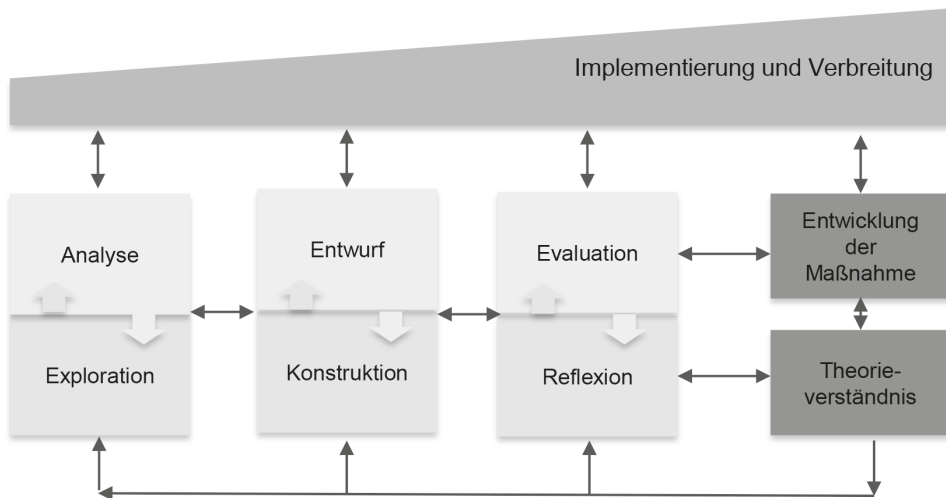 Implementierung und Verbreitung
Analyse
Exploration
Entwurf
Konstruktion
Evaluation
Reflexion
Entwicklung
der
Maßnahme
Theorie-
verständnis